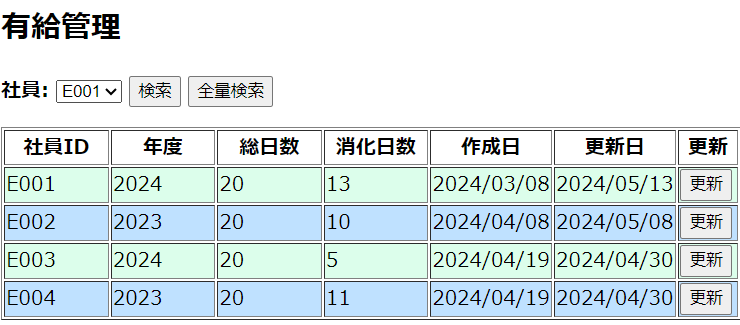 有給管理
社員: E001 検索 全量検索
社員ID 年度 総日数 消化日数 作成日 更新日 更新
E001 2024 20 13 2024/03/08 2024/05/13 更新
E002 2023 20 10 2024/04/08 2024/05/08 更新
E003 2024 20 5 2024/04/19 2024/04/30 更新
E004 2023 20 11 2024/04/19 2024/04/30 更新